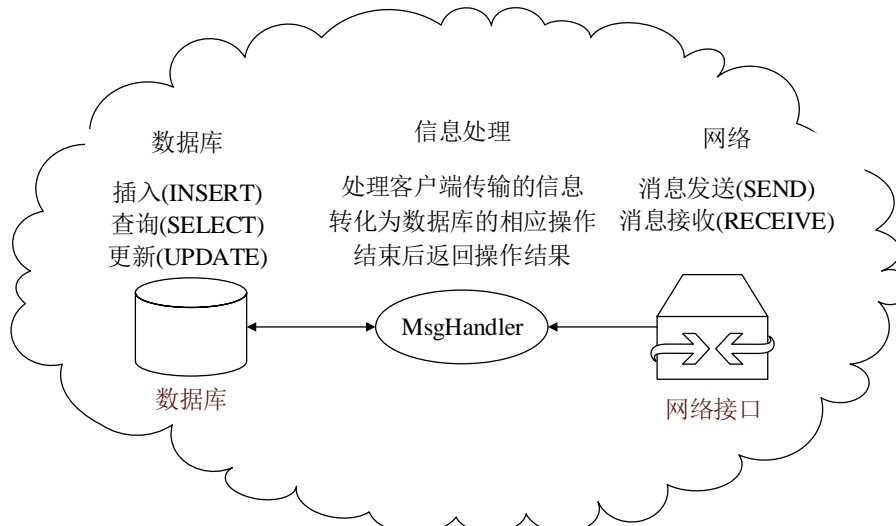 数据库
插入(INSERT)
查询(SELECT)
更新(UPDATE)
数据库
信息处理
处理客户端传输的信息
转化为数据库的相应操作
结束后返回操作结果
MsgHandler
网络
消息发送(SEND)
消息接收(RECEIVE)
网络接口